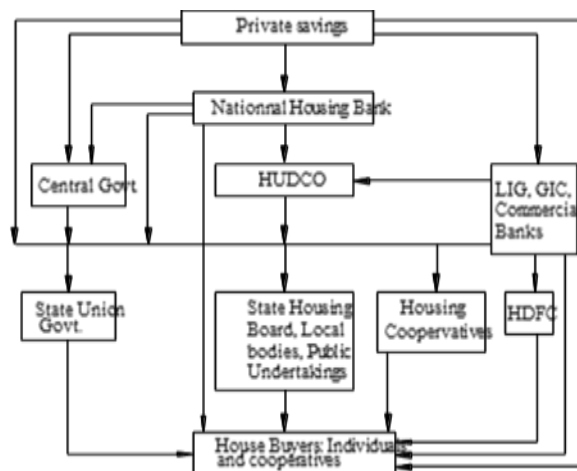 Private savings
Nationnal Housing Bank
Central Govt.
HUDCO
LIG, GIC,
Commercia
Banks
State Union
Govt.
State Housing
Board, Local
bodies, Public
Undertakings
Housing
Coopervatives
HDFC
House Buyers: Individuals
and cooperatives